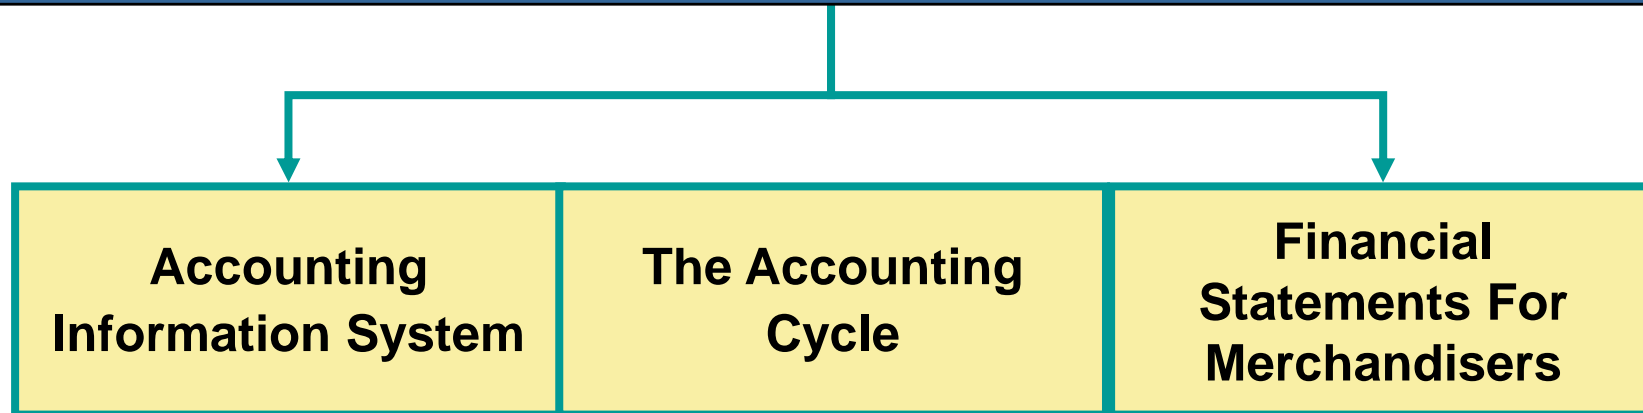 Accounting
Information System
The Accounting
Cycle
Financial
Statements For
Merchandisers